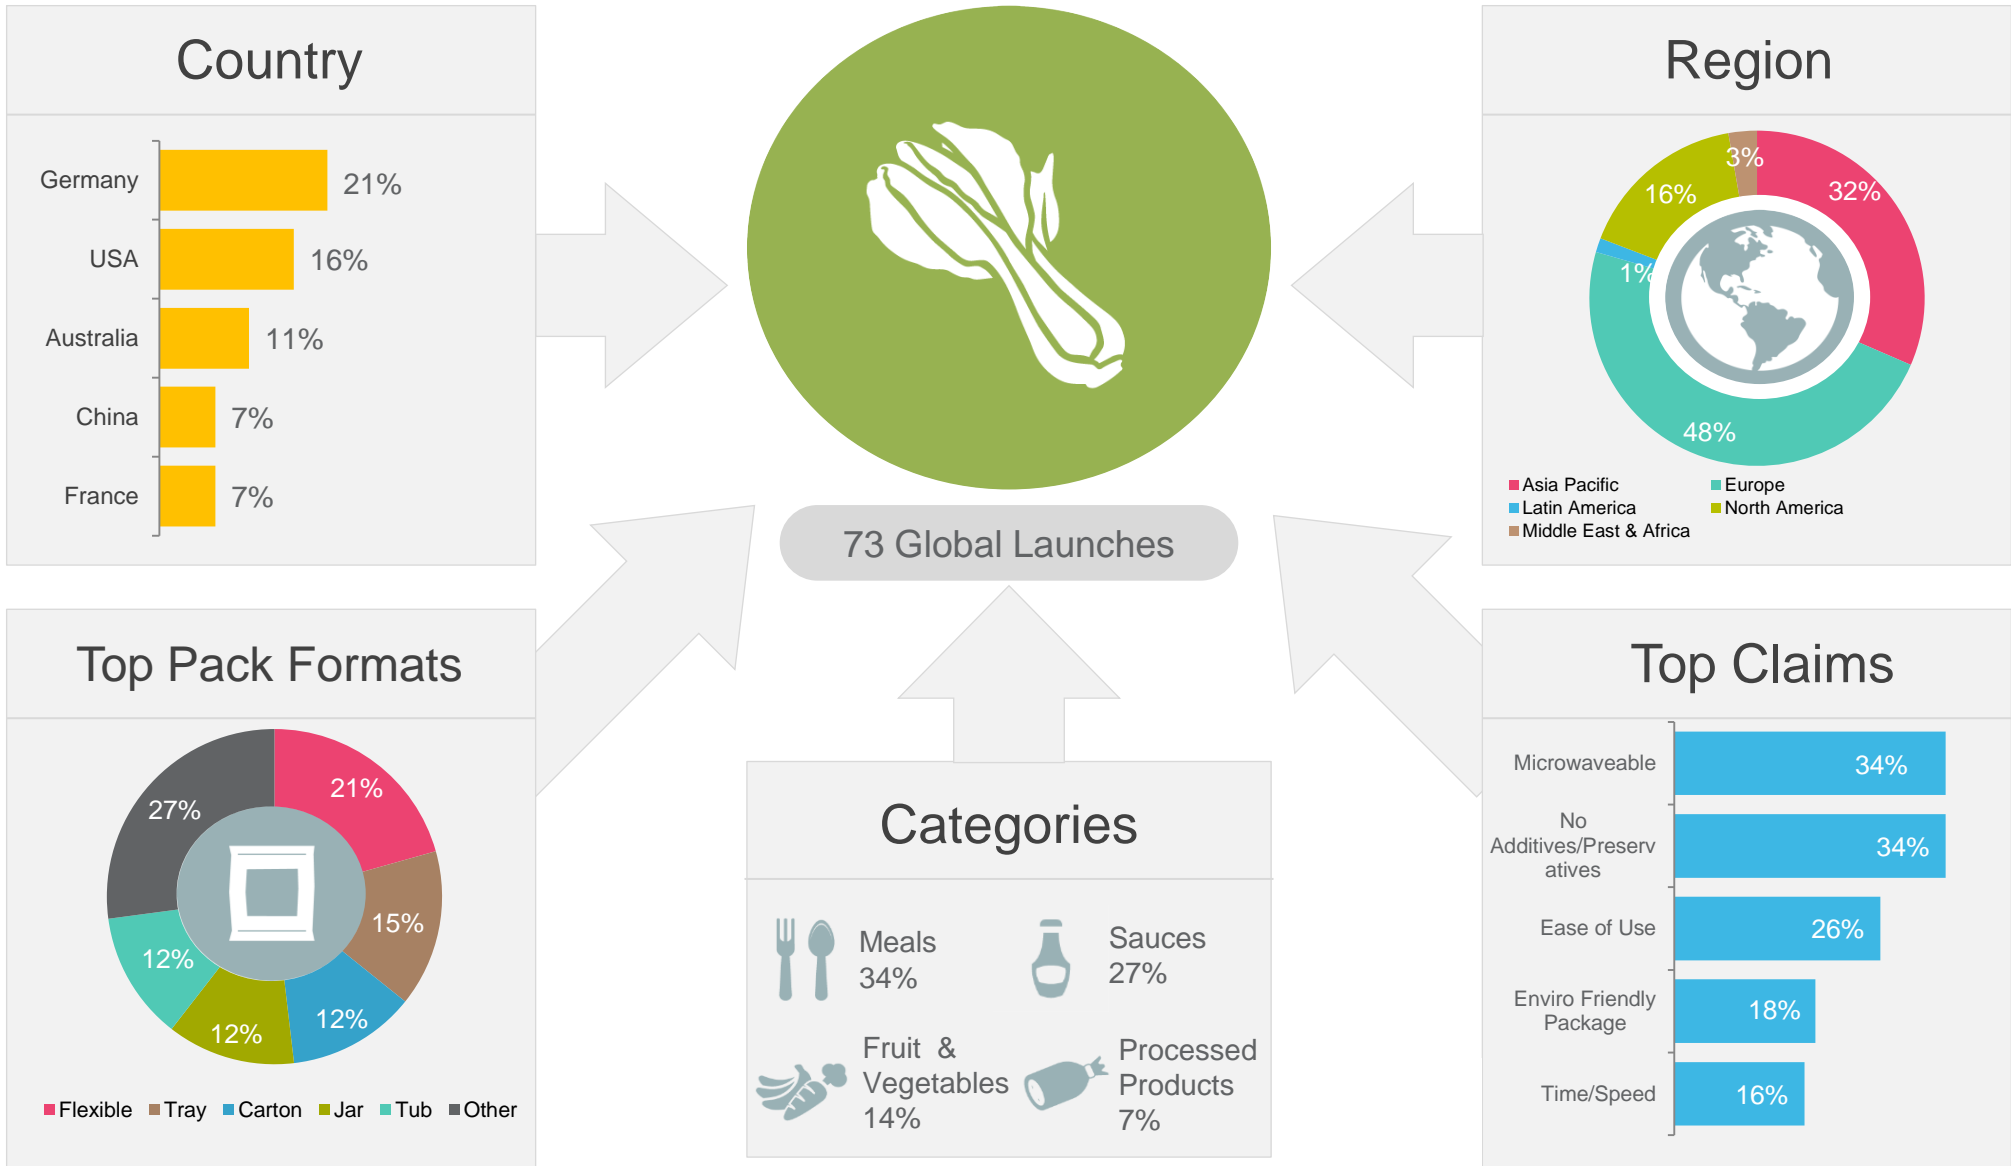 Country
Germany
21%
USA
16%
Australia
11%
China
7%
France
7%
73 Global Launches
Region
3%
32%
16%
1%
48%
Asia Pacific
Europe
Latin America
North America
Middle East & Africa
Top Pack Formats
21%
27%
15%
12%
12%
12%
Flexible Tray Carton Jar Tub Other
Categories
Meals
34%
Sauces
27%
Fruit &
Vegetables
14%
Processed
Products
7%
Top Claims
Microwaveable
34%
No
Additives/Preserv
atives
34%
Ease of Use
26%
Enviro Friendly
Package
18%
Time/Speed
16%